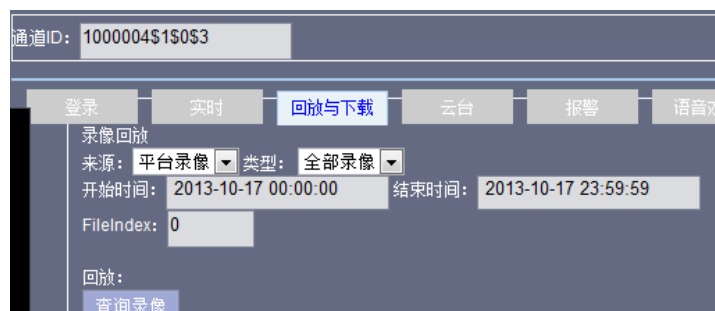 通道ID： 1000004$1$0$3
登录 实时 回放与下载 云台 报警 语音对
录像回放
来源： 平台录像 类型： 全部录像
开始时间： 2013-10-17 00:00:00 结束时间： 2013-10-17 23:59:59
FileIndex： 0
回放：
查询录像